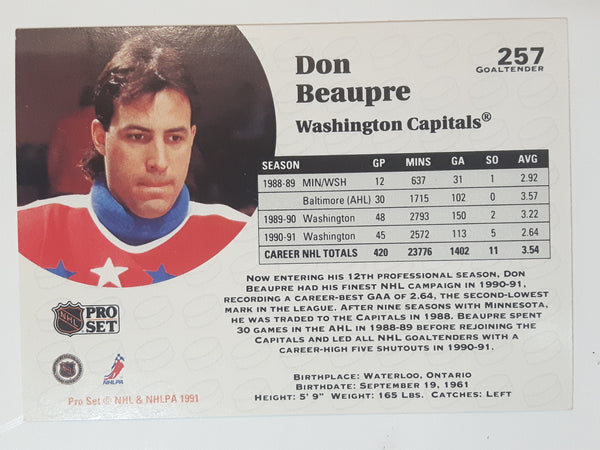 Don
Beaupre
257
GOALTENDER
Washington Capitals®
SEASON GP MINS GA SO AVG
1988-89 MIN/WSH 12 637 31 1 2.92
Baltimore (AHL) 30 1715 102 0 3.57
1989-90 Washington 48 2793 150 2 3.22
1990-91 Washington 45 2572 113 5 2.64
CAREER NHL TOTALS 420 23776 1402 11 3.54
NOW ENTERING HIS 12TH PROFESSIONAL SEASON, DON
BEAUPRE HAD HIS FINEST NHL CAMPAIGN IN 1990-91,
RECORDING A CAREER-BEST GAA OF 2.64, THE SECOND-LOWEST
MARK IN THE LEAGUE. AFTER NINE SEASONS WITH MINNESOTA,
HE WAS TRADED TO THE CAPITALS IN 1988. BEAUPRE SPENT
30 GAMES IN THE AHL IN 1988-89 BEFORE REJOINING THE
CAPITALS AND LED ALL NHL GOALTENDERS WITH A
CAREER-HIGH FIVE SHUTOUTS IN 1990-91.
BIRTHPLACE: WATERLOO, ONTARIO
BIRTHDATE: SEPTEMBER 19, 1961
HEIGHT: 5' 9" WEIGHT: 165 LBS. CATCHES: LEFT
NHL PRO
SET
NHLPA
Pro Set © NHL & NHLPA 1991